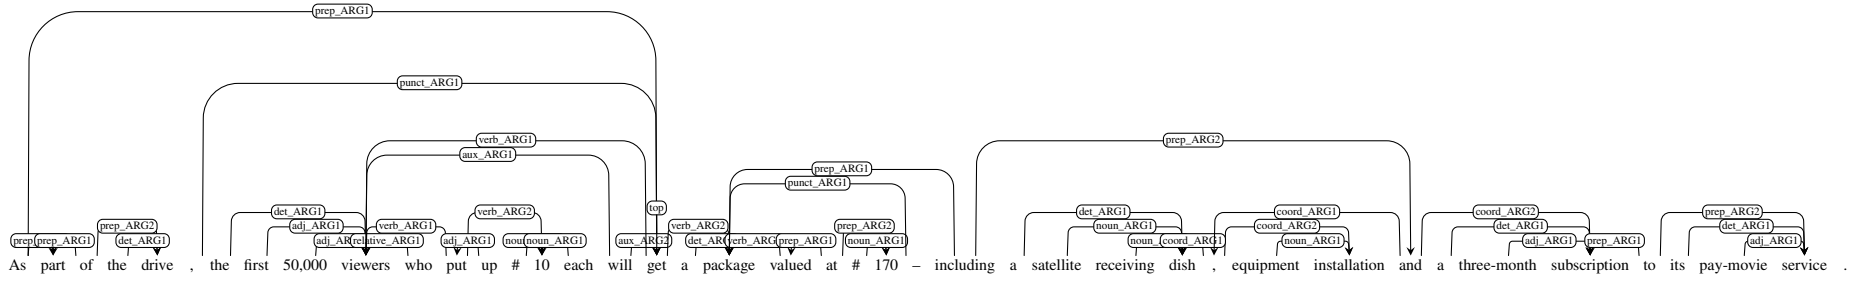 prep_ARG1
punct_ARG1
verb_ARG1
prep_ARG2
aux_ARG1
prep_ARG1
punct_ARG1
top
det_ARG1 verb_ARG2 det_ARG1 coord_ARG1 coord_ARG2 prep_ARG2
prep_ARG2 adj_ARG1 verb_ARG1 verb_ARG2 prep_ARG2 noun_ARG1 coord_ARG2 det_ARG1 det_ARG1
prep_ARG1 det_ARG1 relative_ARG1 adj_ARG1 noun_ARG1 aux_ARG2 prep_ARG1 noun_ARG1 coord_ARG1 noun_ARG1 adj_ARG1 prep_ARG1 adj_ARG1
As part of the drive , the first 50,000 viewers who put up # 10 each will get a package valued at # 170 – including a satellite receiving dish , equipment installation and a three-month subscription to its pay-movie service .